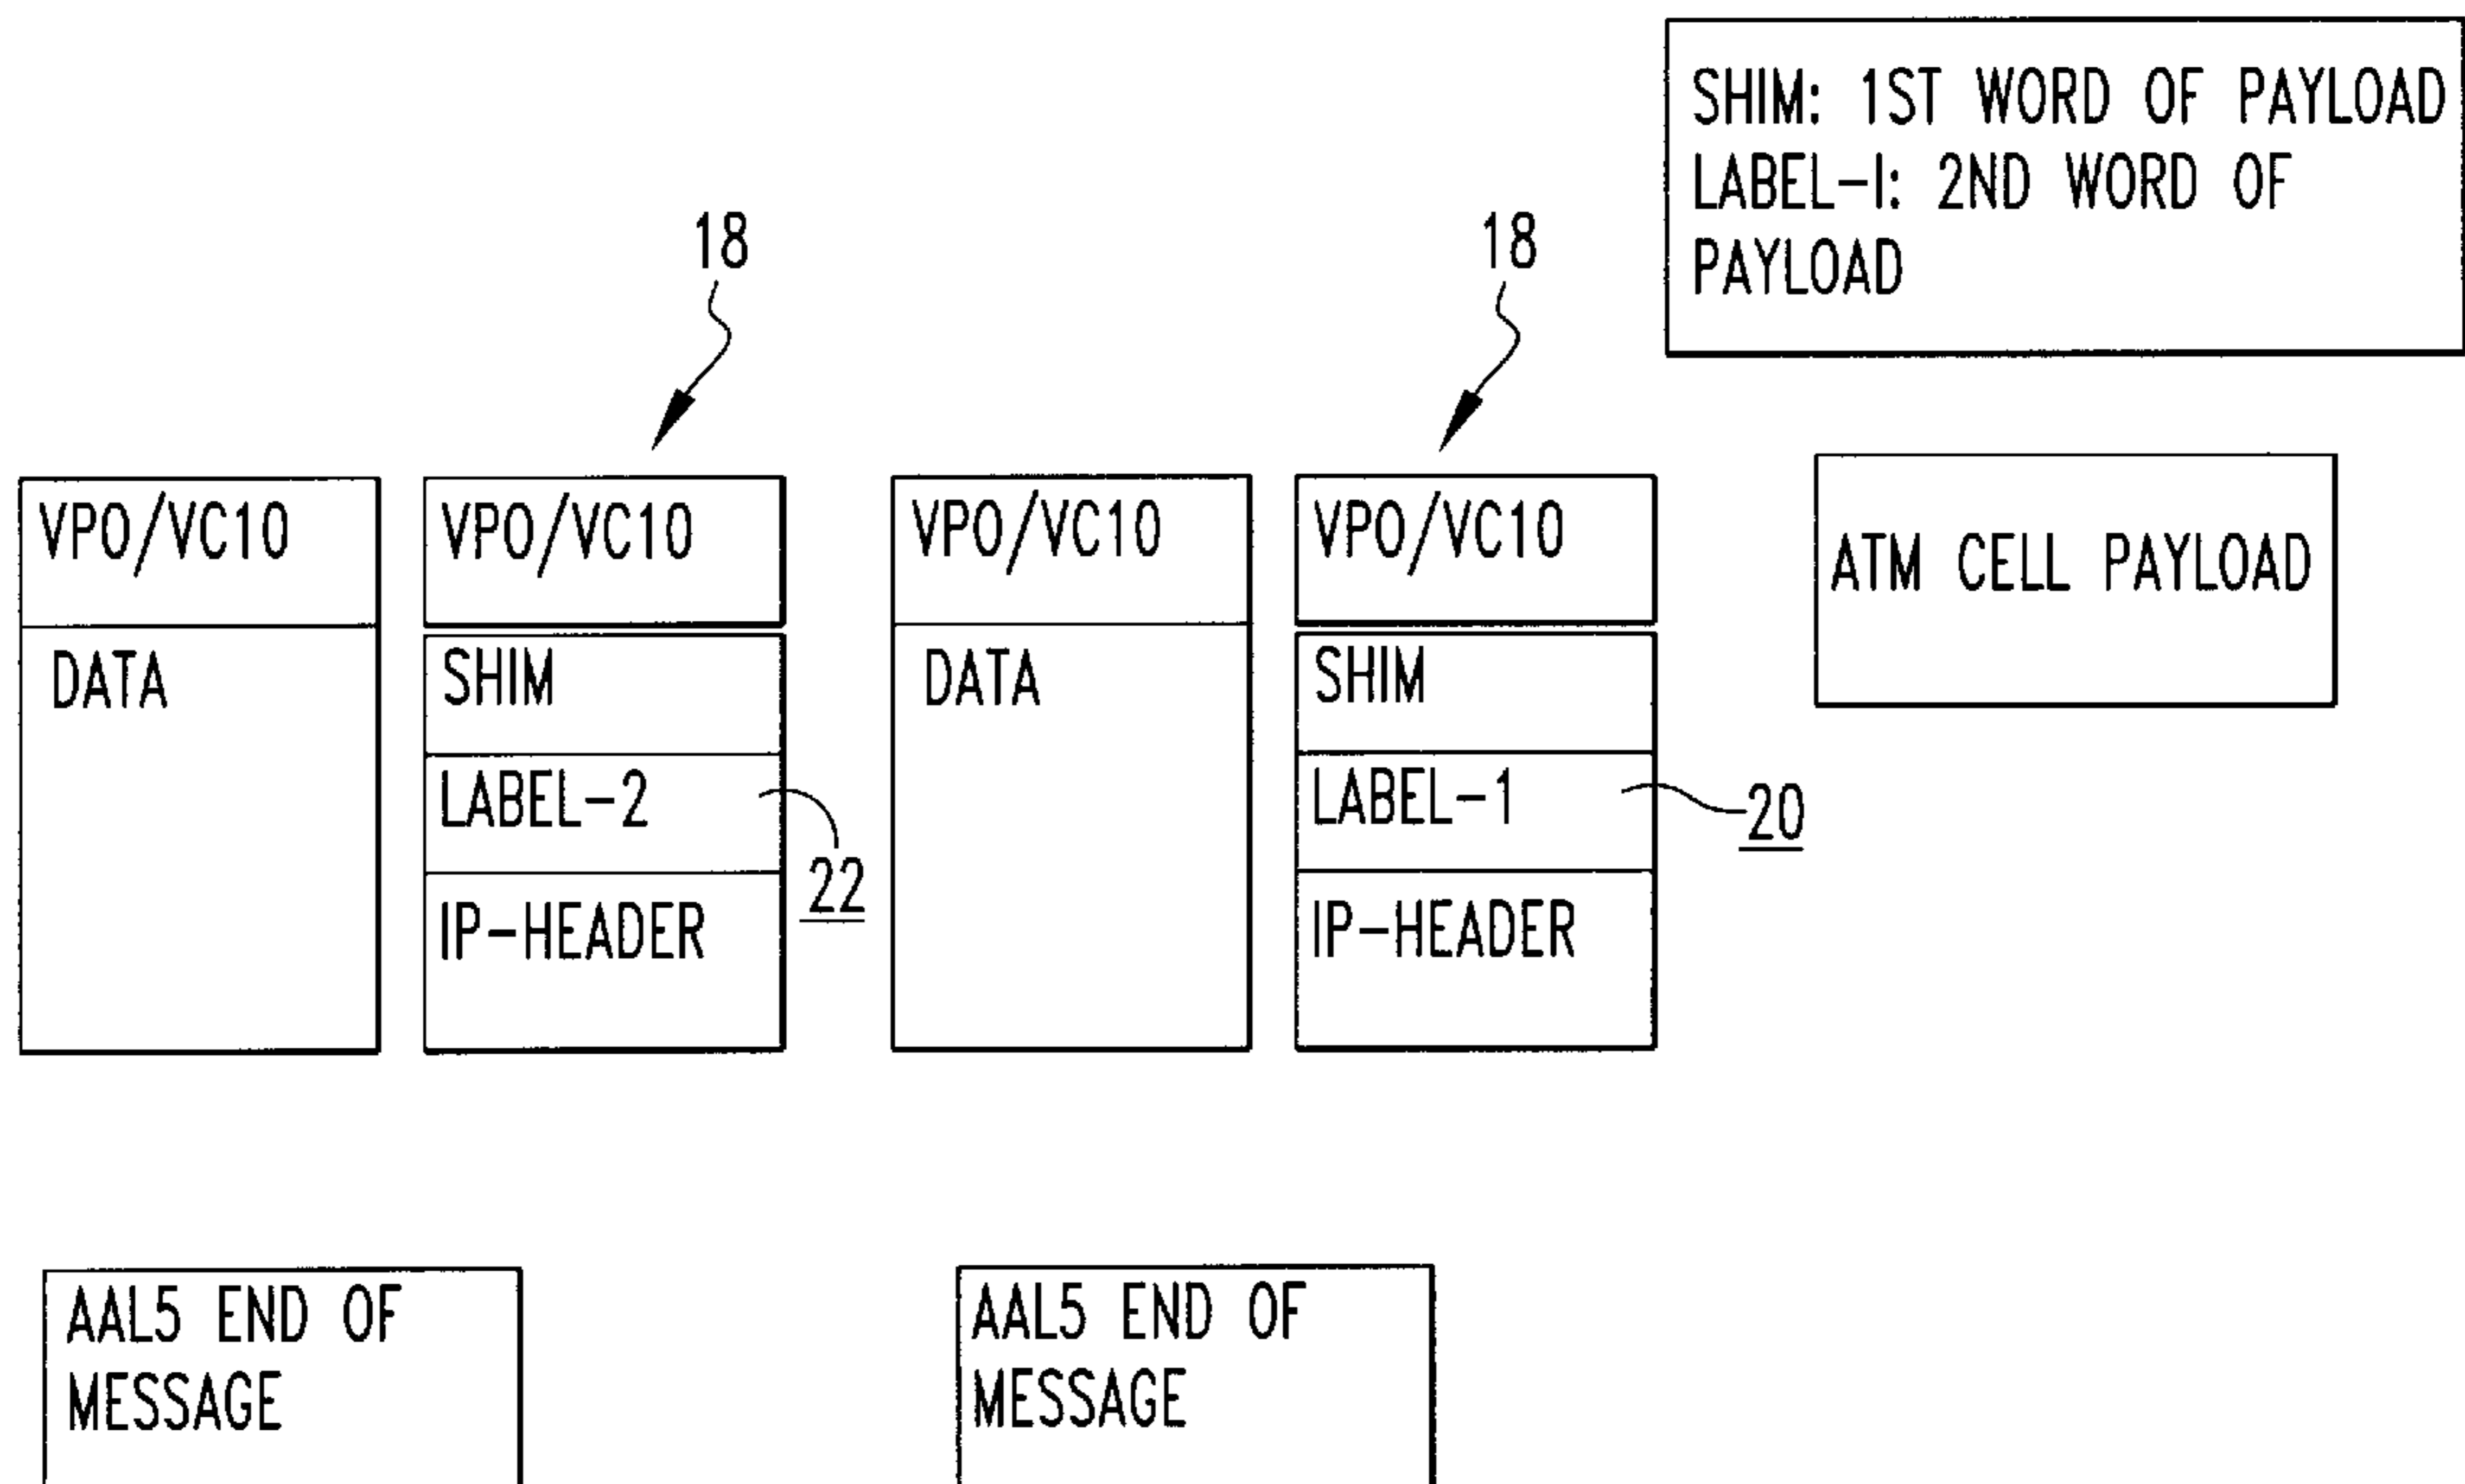 SHIM: 1ST WORD OF PAYLOAD
LABEL-I: 2ND WORD OF
PAYLOAD
18
18
VPO/VC10
DATA
VPO/VC10
SHIM
LABEL-2
IP-HEADER
22
VPO/VC10
DATA
VPO/VC10
SHIM
LABEL-1
IP-HEADER
20
ATM CELL PAYLOAD
AAL5 END OF
MESSAGE
AAL5 END OF
MESSAGE